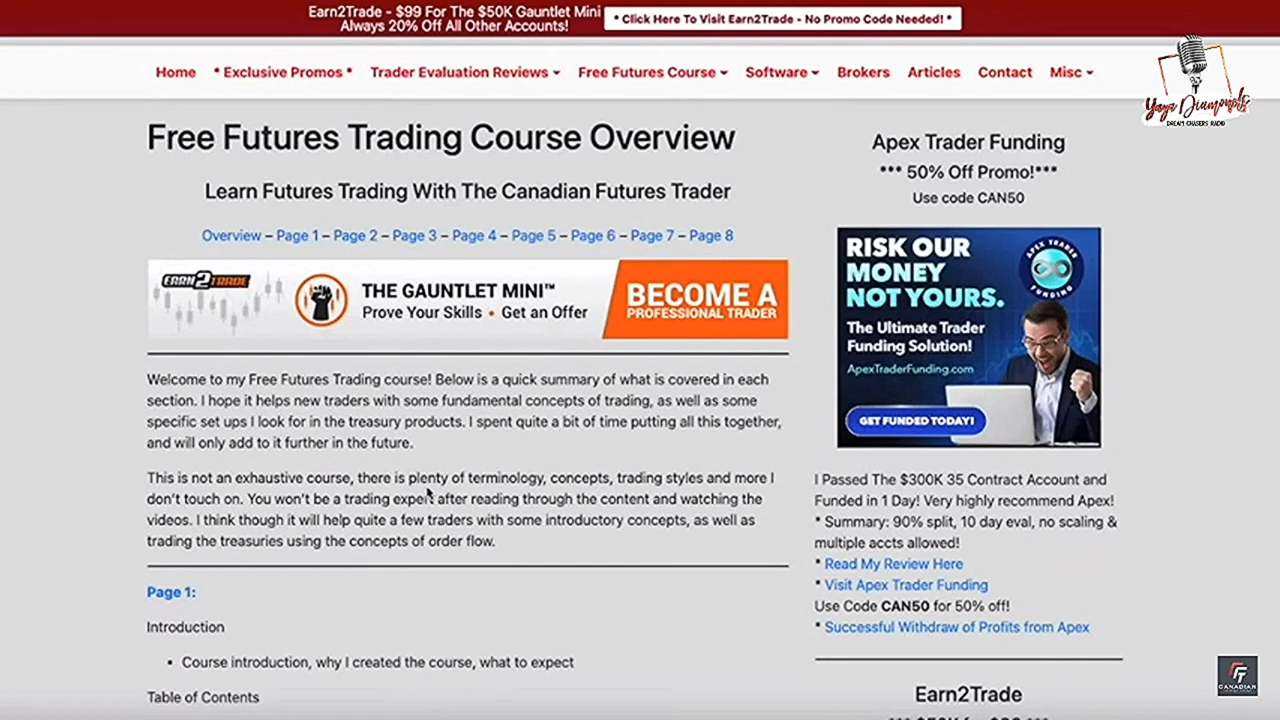 Earn2Trade - $99 For The $50K Gauntlet Mini
Always 20% Off All Other Accounts!
* Click Here To Visit Earn2Trade - No Promo Code Needed! *
Home * Exclusive Promos * Trader Evaluation Reviews Free Futures Course Software Brokers Articles Contact Misc
Yaya Diamonds
DREAM CHASERS RADIO
Free Futures Trading Course Overview
Learn Futures Trading With The Canadian Futures Trader
Overview – Page 1 – Page 2 – Page 3 – Page 4 – Page 5 – Page 6 – Page 7 – Page 8
EARN2TRADE
THE GAUNTLET MINI™
Prove Your Skills • Get an Offer
BECOME A
PROFESSIONAL TRADER
Welcome to my Free Futures Trading course! Below is a quick summary of what is covered in each
section. I hope it helps new traders with some fundamental concepts of trading, as well as some
specific set ups I look for in the treasury products. I spent quite a bit of time putting all this together,
and will only add to it further in the future.
This is not an exhaustive course, there is plenty of terminology, concepts, trading styles and more I
don't touch on. You won't be a trading expert after reading through the content and watching the
videos. I think though it will help quite a few traders with some introductory concepts, as well as
trading the treasuries using the concepts of order flow.
Page 1:
Introduction
• Course introduction, why I created the course, what to expect
Table of Contents
Apex Trader Funding
*** 50% Off Promo!***
Use code CAN50
RISK OUR
MONEY
NOT YOURS.
APEX TRADER
FUNDING
The Ultimate Trader
Funding Solution!
ApexTraderFunding.com
GET FUNDED TODAY!
I Passed The $300K 35 Contract Account and
Funded in 1 Day! Very highly recommend Apex!
* Summary: 90% split, 10 day eval, no scaling &
multiple accts allowed!
* Read My Review Here
* Visit Apex Trader Funding
Use Code CAN50 for 50% off!
* Successful Withdraw of Profits from Apex
Earn2Trade
CANADIAN